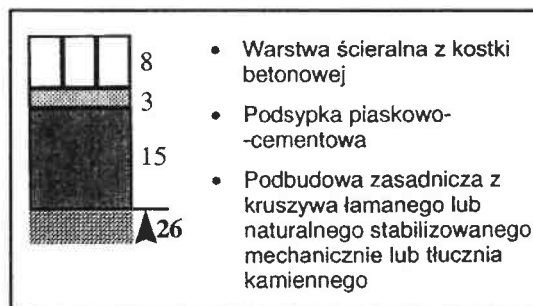 8
3
15
26
• Warstwa ścieralna z kostki
betonowej
• Podsypka piaskowo-
-cementowa
• Podbudowa zasadnicza z
kruszywa łamanego lub
naturalnego stabilizowanego
mechanicznie lub tłucznia
kamiennego